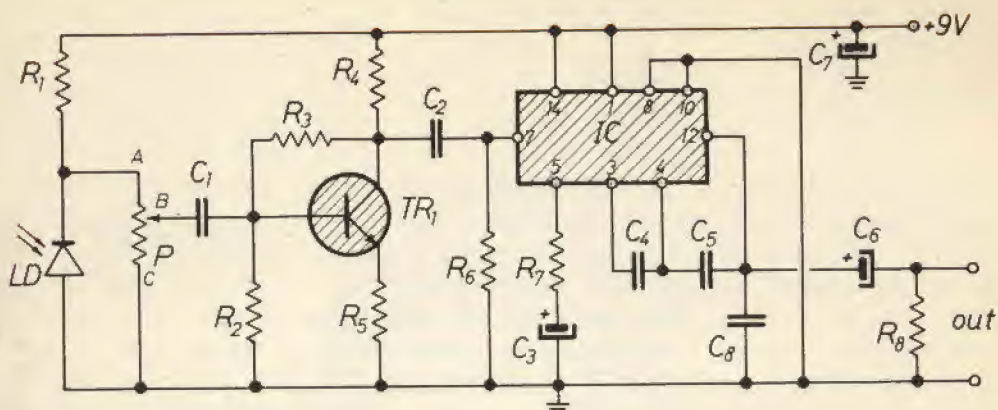 +9V
R1
R4
C7
+
A
B
C
P
C1
R3
C2
TR1
14
1
8
10
7
IC
12
5
3
4
LD
R2
R5
R6
R7
C3
+
C4
C5
C8
C6
+
R8
out